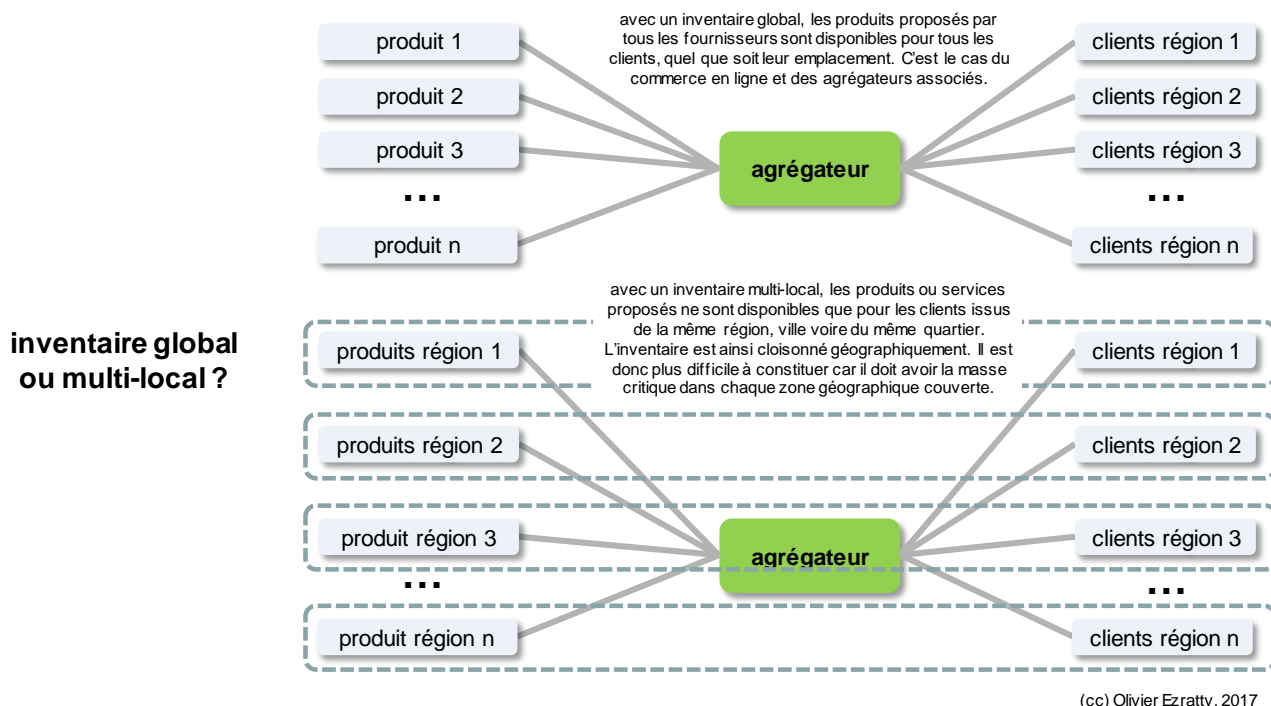 avec un inventaire global, les produits proposés par
tous les fournisseurs sont disponibles pour tous les
clients, quel que soit leur emplacement. C'est le cas du
commerce en ligne et des agrégateurs associés.
produit 1
clients région 1
produit 2
clients région 2
produit 3
clients région 3
agrégateur
...
...
produit n
clients région n
inventaire global
ou multi-local ?
avec un inventaire multi-local, les produits ou services
proposés ne sont disponibles que pour les clients issus
de la même région, ville voire du même quartier.
L'inventaire est ainsi cloisonné géographiquement. Il est
donc plus difficile à constituer car il doit avoir la masse
critique dans chaque zone géographique couverte.
produits région 1
clients région 1
produits région 2
clients région 2
produit région 3
clients région 3
agrégateur
...
...
produit région n
clients région n
(cc) Olivier Ezratty, 2017